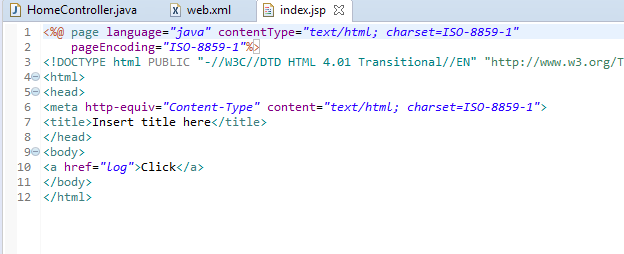 HomeController.java web.xml index.jsp
1 <%@ page language="java" contentType="text/html; charset=ISO-8859-1"
2 pageEncoding="ISO-8859-1"%>
3 <!DOCTYPE html PUBLIC "-//W3C//DTD HTML 4.01 Transitional//EN" "http://www.w3.org/T
4 <html>
5 <head>
6 <meta http-equiv="Content-Type" content="text/html; charset=ISO-8859-1">
7 <title>Insert title here</title>
8 </head>
9 <body>
10 <a href="log">Click</a>
11 </body>
12 </html>